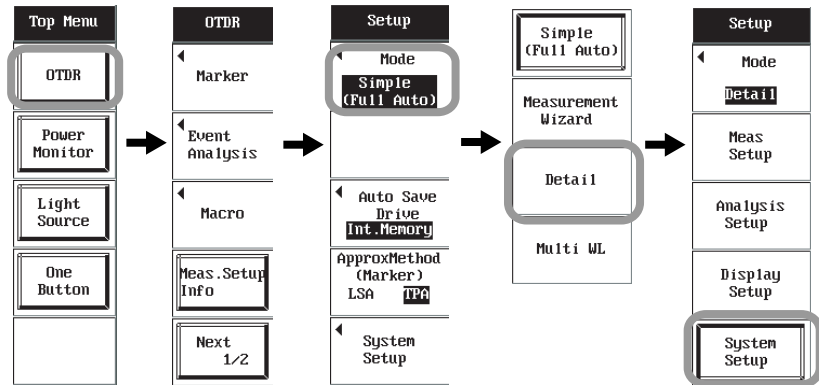 Top Menu
OTDR
Power
Monitor
Light
Source
One
Button
OTDR
Marker
Event
Analysis
Macro
Meas.Setup
Info
Next
1/2
Setup
Mode
Simple
(Full Auto)
Auto Save
Drive
Int.Memory
ApproxMethod
(Marker)
LSA TPA
System
Setup
Simple
(Full Auto)
Measurement
Wizard
Detail
Multi WL
Setup
Mode
Detail
Meas
Setup
Analysis
Setup
Display
Setup
System
Setup